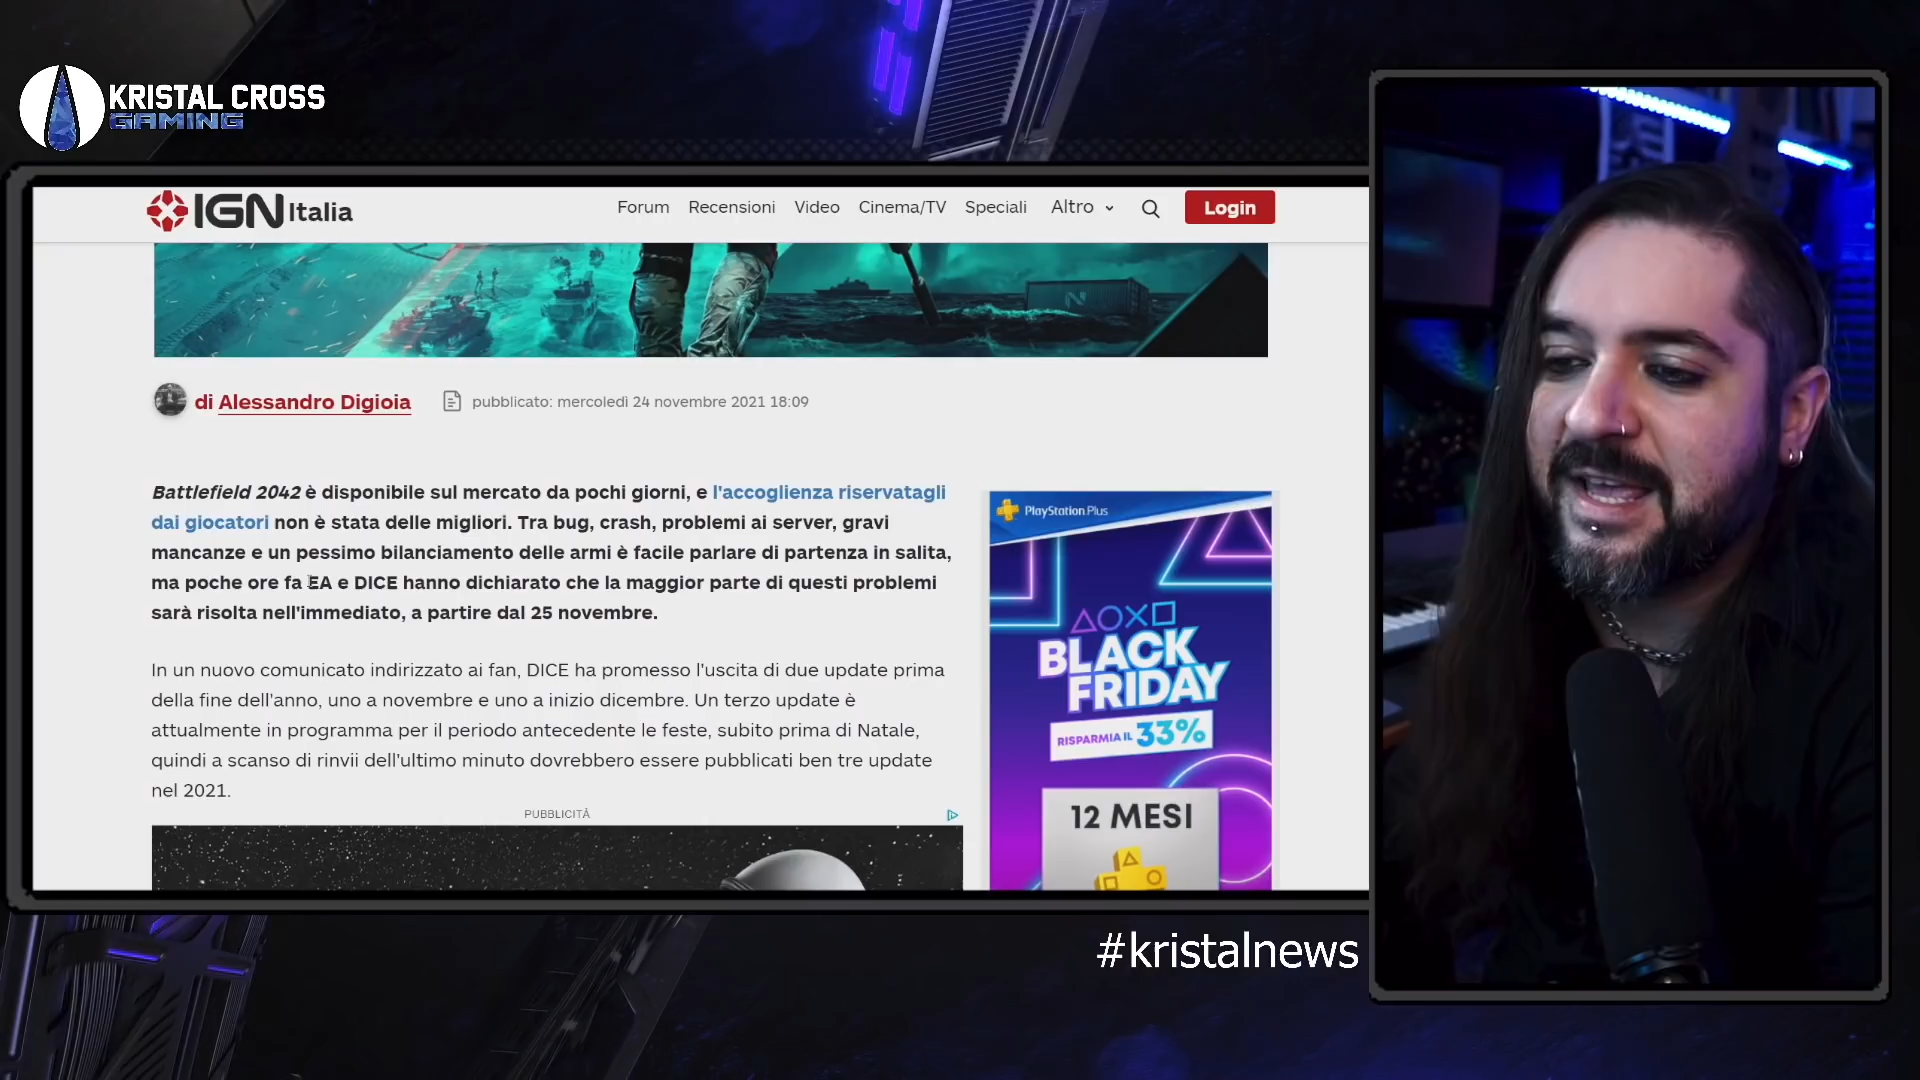 KRISTAL CROSS
GAMING
IGN Italia
Forum Recensioni Video Cinema/TV Speciali Altro Login
di Alessandro Digioia pubblicato: mercoledì 24 novembre 2021 18:09
Battlefield 2042 è disponibile sul mercato da pochi giorni, e l'accoglienza riservatagli
dai giocatori non è stata delle migliori. Tra bug, crash, problemi ai server, gravi
mancanze e un pessimo bilanciamento delle armi è facile parlare di partenza in salita,
ma poche ore fa EA e DICE hanno dichiarato che la maggior parte di questi problemi
sarà risolta nell'immediato, a partire dal 25 novembre.
In un nuovo comunicato indirizzato ai fan, DICE ha promesso l'uscita di due update prima
della fine dell'anno, uno a novembre e uno a inizio dicembre. Un terzo update è
attualmente in programma per il periodo antecedente le feste, subito prima di Natale,
quindi a scanso di rinvii dell'ultimo minuto dovrebbero essere pubblicati ben tre update
nel 2021.
PUBBLICITÀ
PlayStation Plus
BLACK
FRIDAY
RISPARMIA IL 33%
12 MESI
#kristalnews